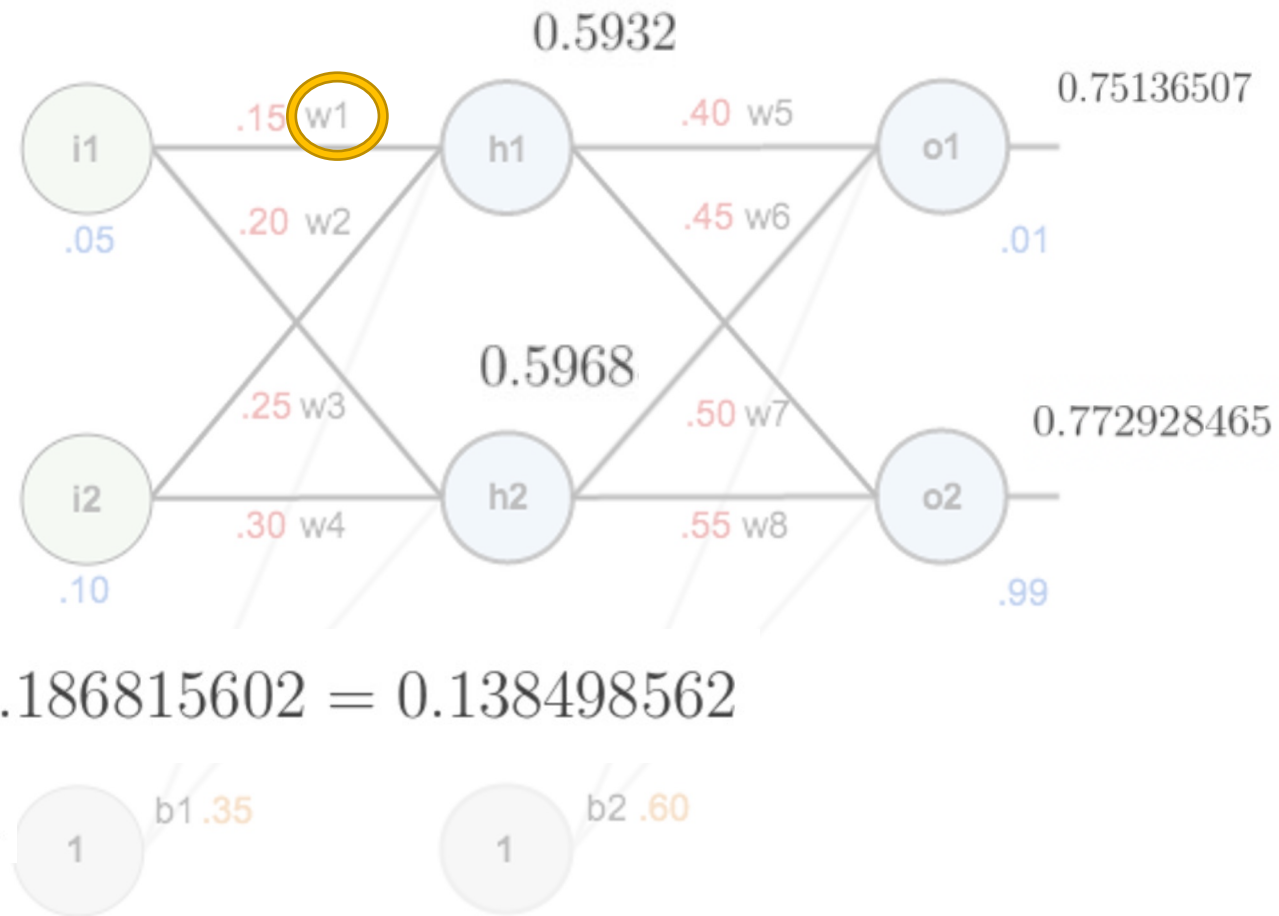 0.5932
0.75136507
.15 w1
.40 w5
i1
h1
o1
.20 w2
.45 w6
.05
.01
0.5968
.25 w3
.50 w7
0.772928465
i2
h2
o2
.30 w4
.55 w8
.10
.99
.186815602 = 0.138498562
b1 .35
b2 .60
1
1